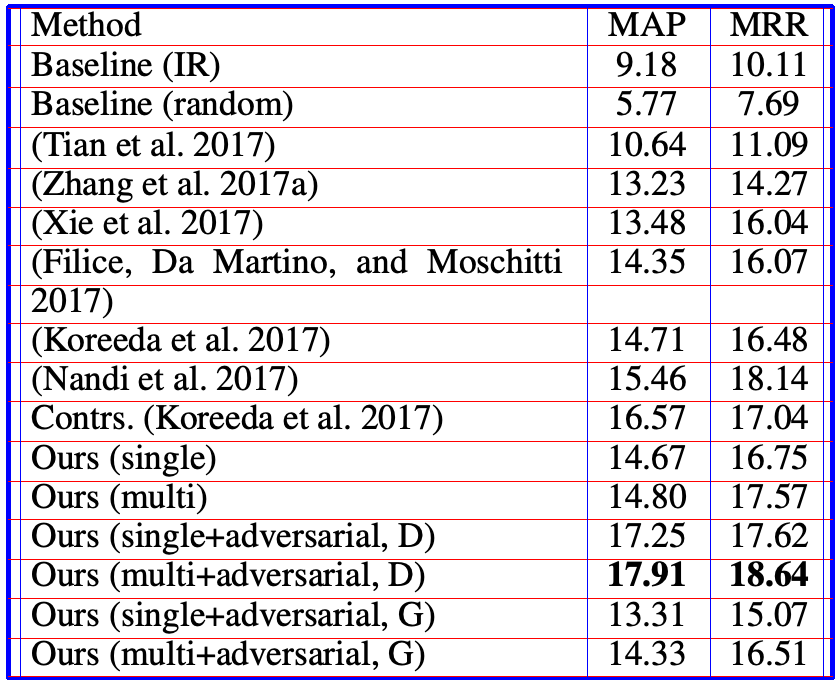 Method MAP MRR
Baseline (IR) 9.18 10.11
Baseline (random) 5.77 7.69
(Tian et al. 2017) 10.64 11.09
(Zhang et al. 2017a) 13.23 14.27
(Xie et al. 2017) 13.48 16.04
(Filice, Da Martino, and Moschitti 14.35 16.07
2017)
(Koreeda et al. 2017) 14.71 16.48
(Nandi et al. 2017) 15.46 18.14
Contrs. (Koreeda et al. 2017) 16.57 17.04
Ours (single) 14.67 16.75
Ours (multi) 14.80 17.57
Ours (single+adversarial, D) 17.25 17.62
Ours (multi+adversarial, D) 17.91 18.64
Ours (single+adversarial, G) 13.31 15.07
Ours (multi+adversarial, G) 14.33 16.51